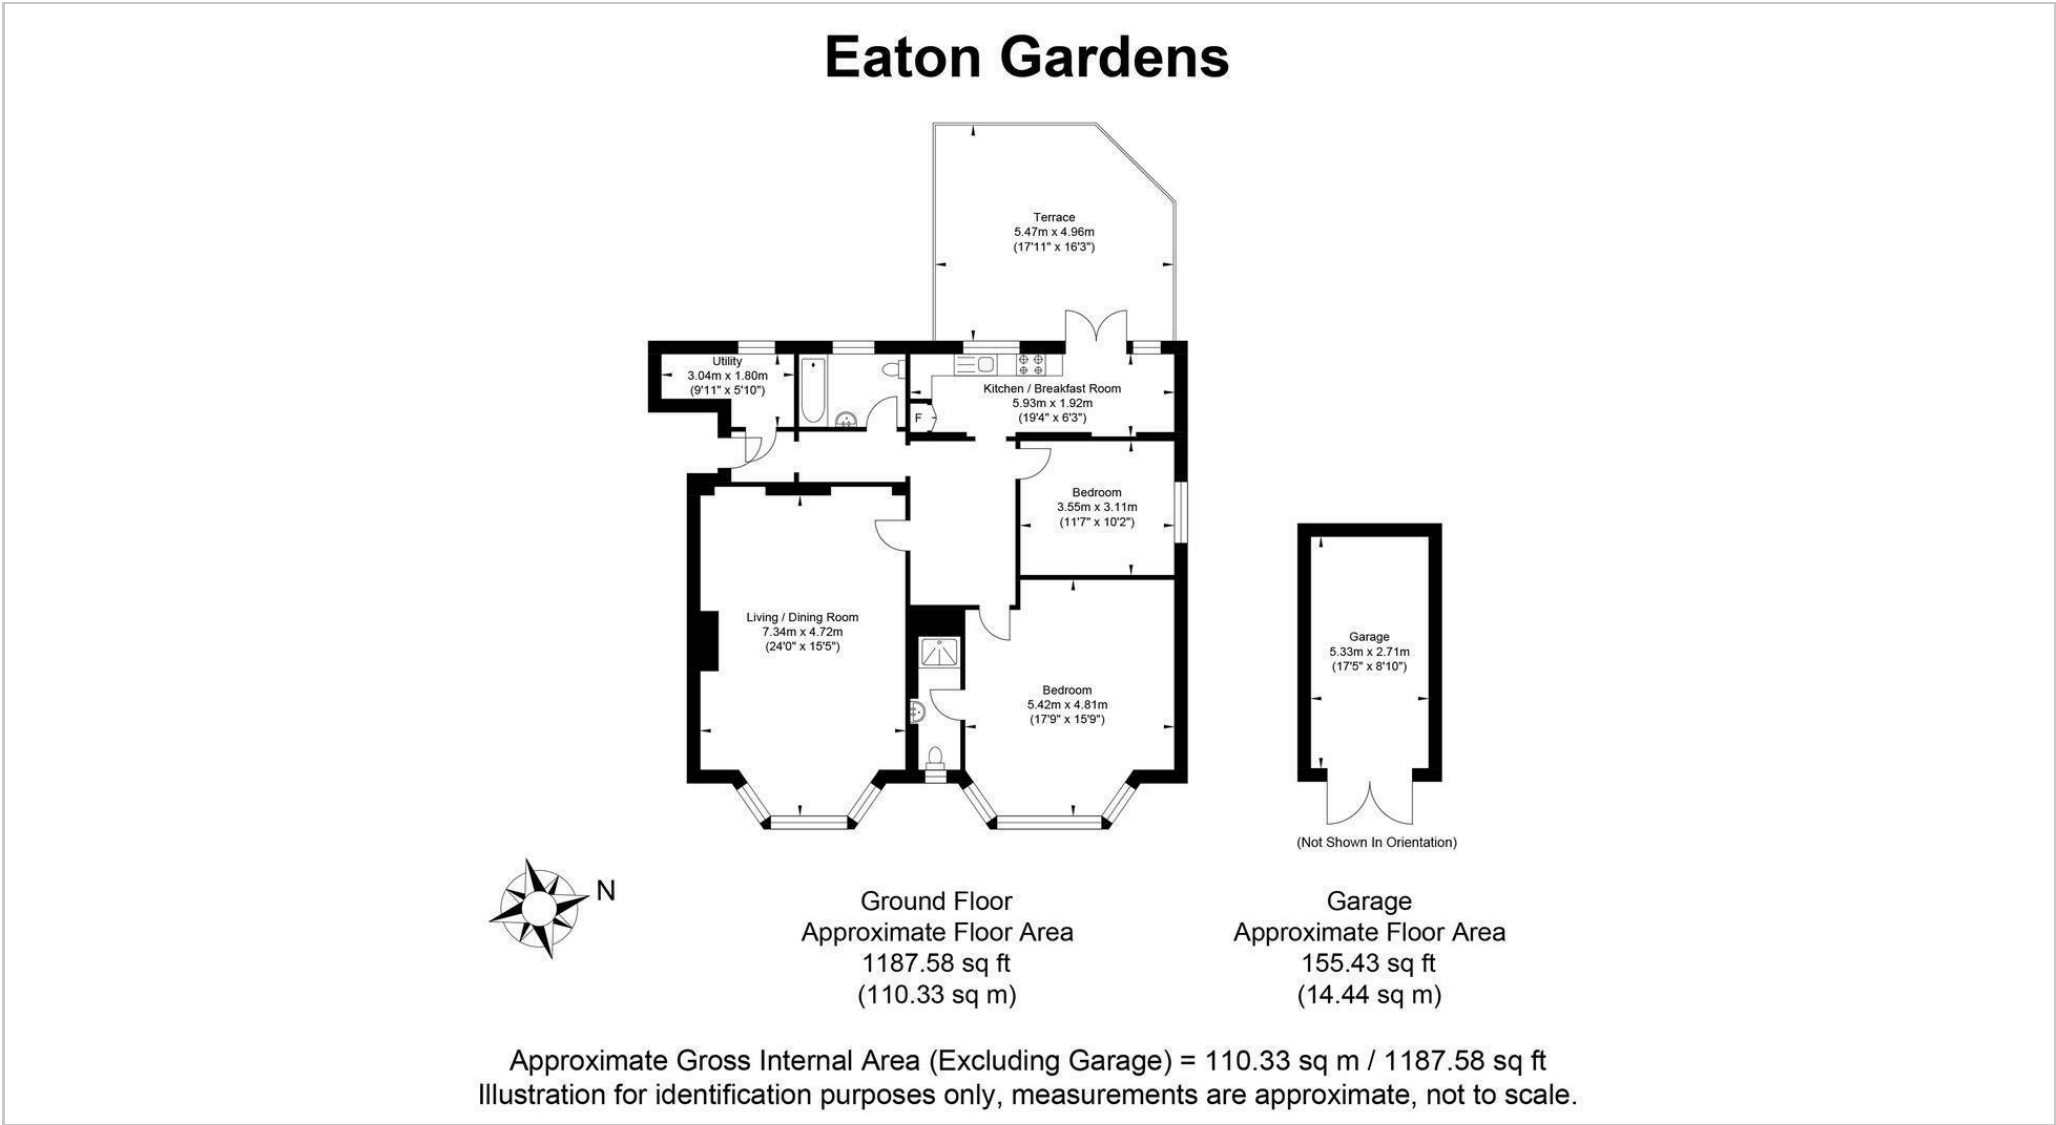 Eaton Gardens
Terrace
5.47m x 4.96m
(17'11" x 16'3")
Utility
3.04m x 1.80m
(9'11" x 5'10")
Kitchen / Breakfast Room
5.93m x 1.92m
(19'4" x 6'3")
F
Bedroom
3.55m x 3.11m
(11'7" x 10'2")
Living / Dining Room
7.34m x 4.72m
(24'0" x 15'5")
Bedroom
5.42m x 4.81m
(17'9" x 15'9")
Garage
5.33m x 2.71m
(17'5" x 8'10")
(Not Shown In Orientation)
N
Ground Floor
Approximate Floor Area
1187.58 sq ft
(110.33 sq m)
Garage
Approximate Floor Area
155.43 sq ft
(14.44 sq m)
Approximate Gross Internal Area (Excluding Garage) = 110.33 sq m / 1187.58 sq ft
Illustration for identification purposes only, measurements are approximate, not to scale.